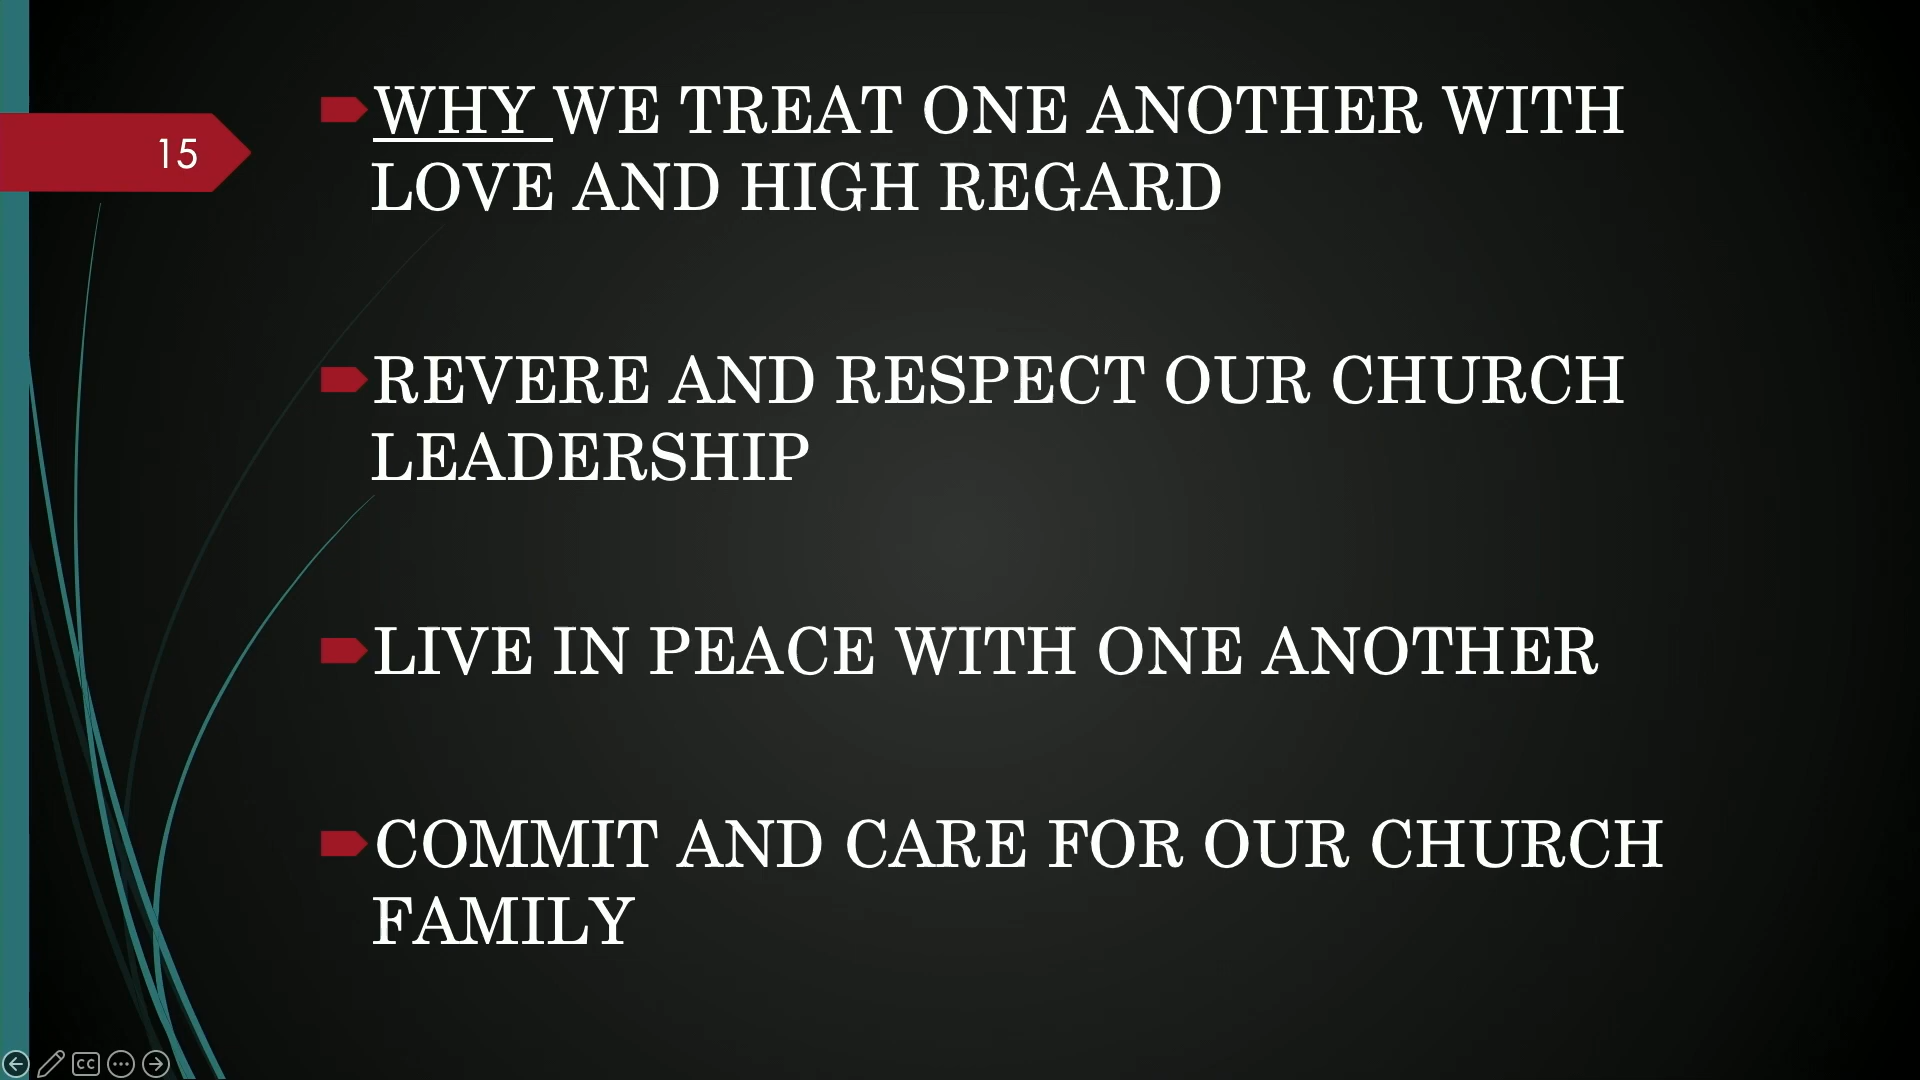 15
WHY WE TREAT ONE ANOTHER WITH
LOVE AND HIGH REGARD
REVERE AND RESPECT OUR CHURCH
LEADERSHIP
LIVE IN PEACE WITH ONE ANOTHER
COMMIT AND CARE FOR OUR CHURCH
FAMILY
CC